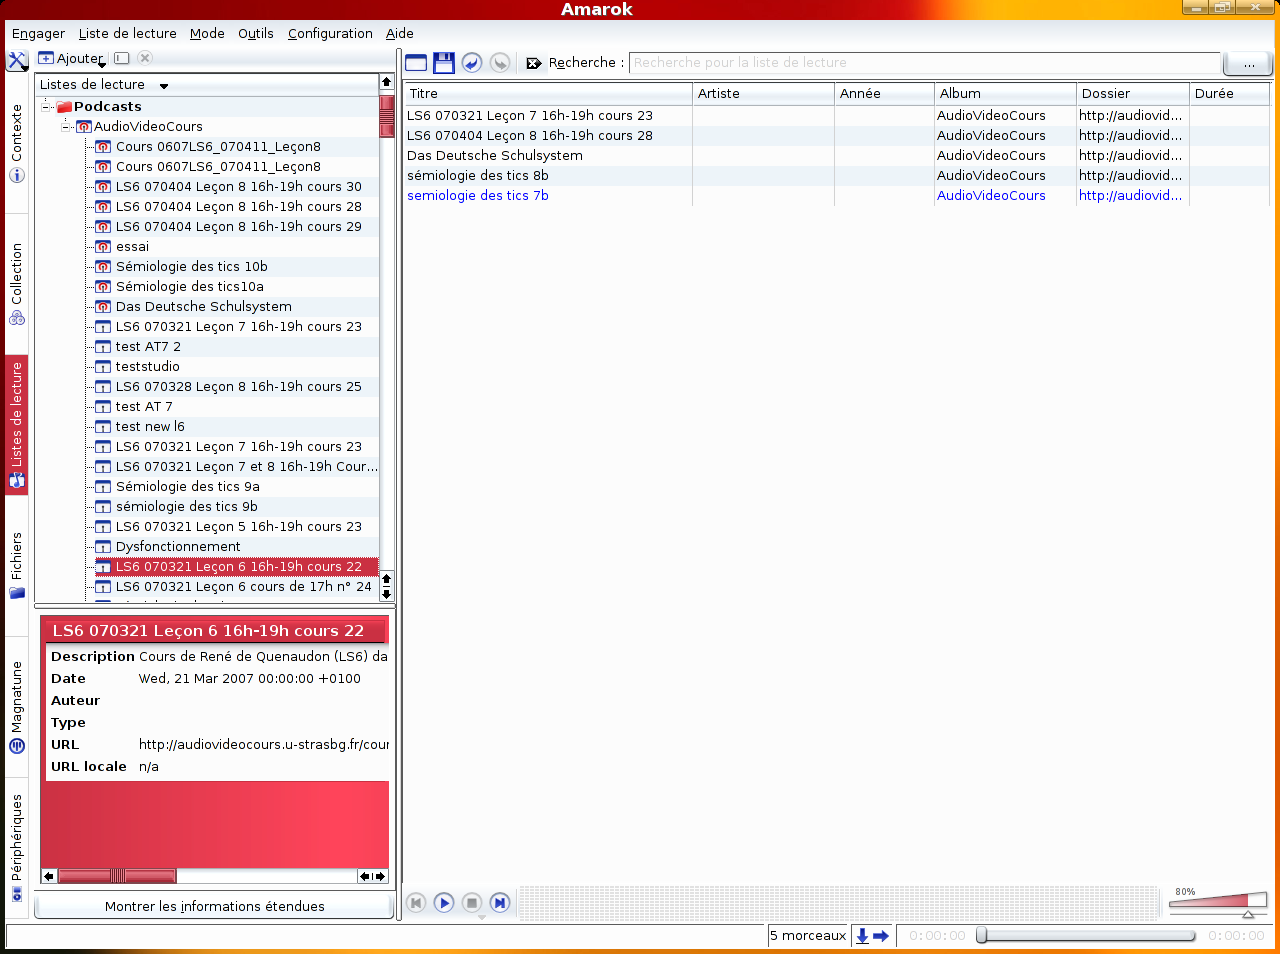 Amarok
Engager Liste de lecture Mode Outils Configuration Aide
Ajouter
Recherche : Recherche pour la liste de lecture ...
Contexte
Collection
Listes de lecture
Fichiers
Magnatune
Périphériques
Listes de lecture
Podcasts
AudioVideoCours
Cours 0607LS6_070411_Leçon8
Cours 0607LS6_070411_Leçon8
LS6 070404 Leçon 8 16h-19h cours 30
LS6 070404 Leçon 8 16h-19h cours 28
LS6 070404 Leçon 8 16h-19h cours 29
essai
Sémiologie des tics 10b
Sémiologie des tics10a
Das Deutsche Schulsystem
LS6 070321 Leçon 7 16h-19h cours 23
test AT7 2
teststudio
LS6 070328 Leçon 8 16h-19h cours 25
test AT 7
test new l6
LS6 070321 Leçon 7 16h-19h cours 23
LS6 070321 Leçon 7 et 8 16h-19h Cour...
Sémiologie des tics 9a
sémiologie des tics 9b
LS6 070321 Leçon 5 16h-19h cours 23
Dysfonctionnement
LS6 070321 Leçon 6 16h-19h cours 22
LS6 070321 Leçon 6 cours de 17h n° 24
LS6 070321 Leçon 6 16h-19h cours 22
Description Cours de René de Quenaudon (LS6) da
Date Wed, 21 Mar 2007 00:00:00 +0100
Auteur
Type
URL http://audiovideocours.u-strasbg.fr/cour
URL locale n/a
Montrer les informations étendues
Titre Artiste Année Album Dossier Durée
LS6 070321 Leçon 7 16h-19h cours 23 AudioVideoCours http://audiovid...
LS6 070404 Leçon 8 16h-19h cours 28 AudioVideoCours http://audiovid...
Das Deutsche Schulsystem AudioVideoCours http://audiovid...
sémiologie des tics 8b AudioVideoCours http://audiovid...
semiologie des tics 7b AudioVideoCours http://audiovid...
80%
5 morceaux 0:00:00 0:00:00